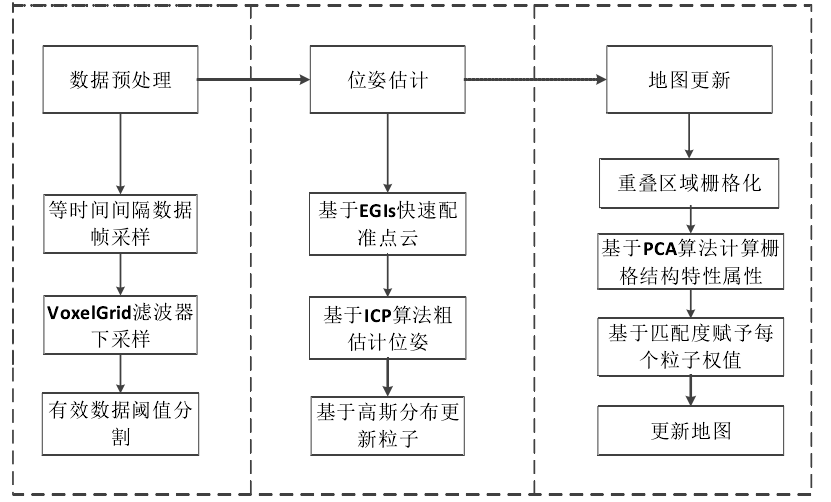 数据预处理
等时间间隔数据
帧采样
VoxelGrid滤波器
下采样
有效数据阈值分
割
位姿估计
基于EGIs快速配
准点云
基于ICP算法粗
估计位姿
基于高斯分布更
新粒子
地图更新
重叠区域栅格化
基于PCA算法计算栅
格结构特性属性
基于匹配度赋予每
个粒子权值
更新地图